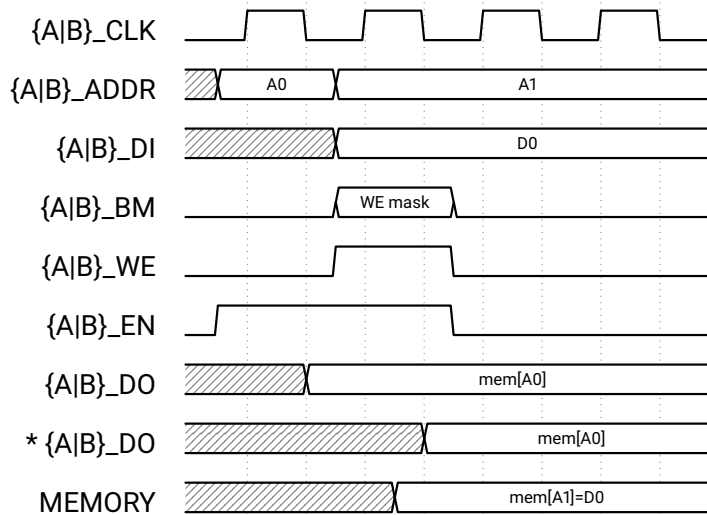 {A|B}_CLK
{A|B}_ADDR A0 A1
{A|B}_DI D0
{A|B}_BM WE mask
{A|B}_WE
{A|B}_EN
{A|B}_DO mem[A0]
* {A|B}_DO mem[A0]
MEMORY mem[A1]=D0